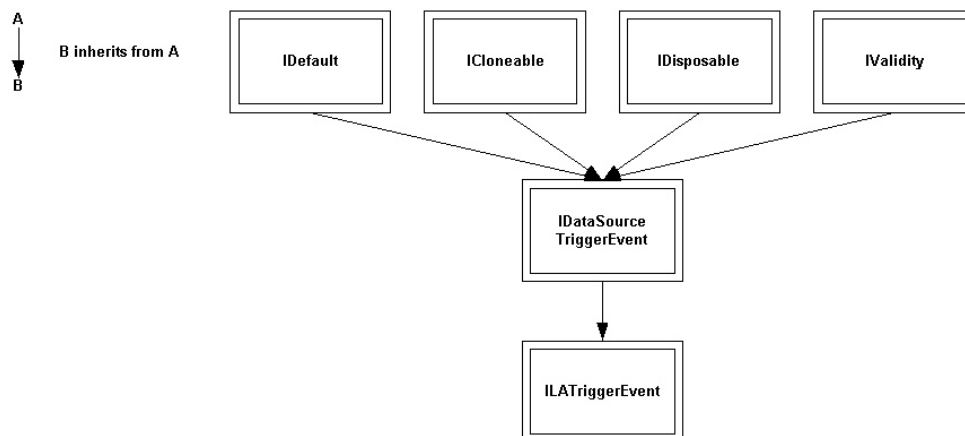 A
B inherits from A
B
IDefault
ICloneable
IDisposable
IValidity
IDataSource
TriggerEvent
ILATriggerEvent